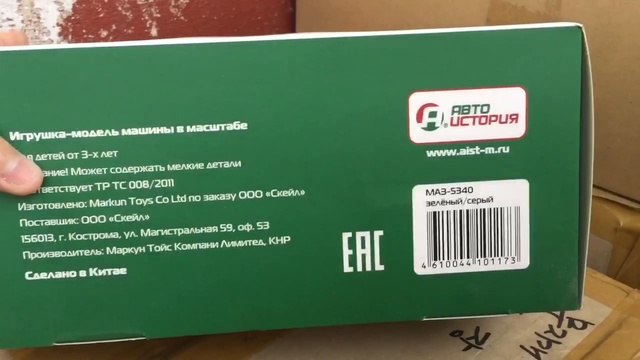 Игрушка-модель машины в масштабе
детей от 3-х лет
Может содержать мелкие детали
ответствует ТР ТС 008/2011
Изготовлено: Markun Toys Co Ltd по заказу ООО «Скейл»
Поставщик: ООО «Скейл»
156013, г. Кострома, ул. Магистральная 59, оф. 53
Производитель: Маркун Тойс Компани Лимитед, КНР
Сделано в Китае
EAC
АВТО
ИСТОРИЯ
www.aist-m.ru
МАЗ-5340
зелёный/серый
4 610044 101173